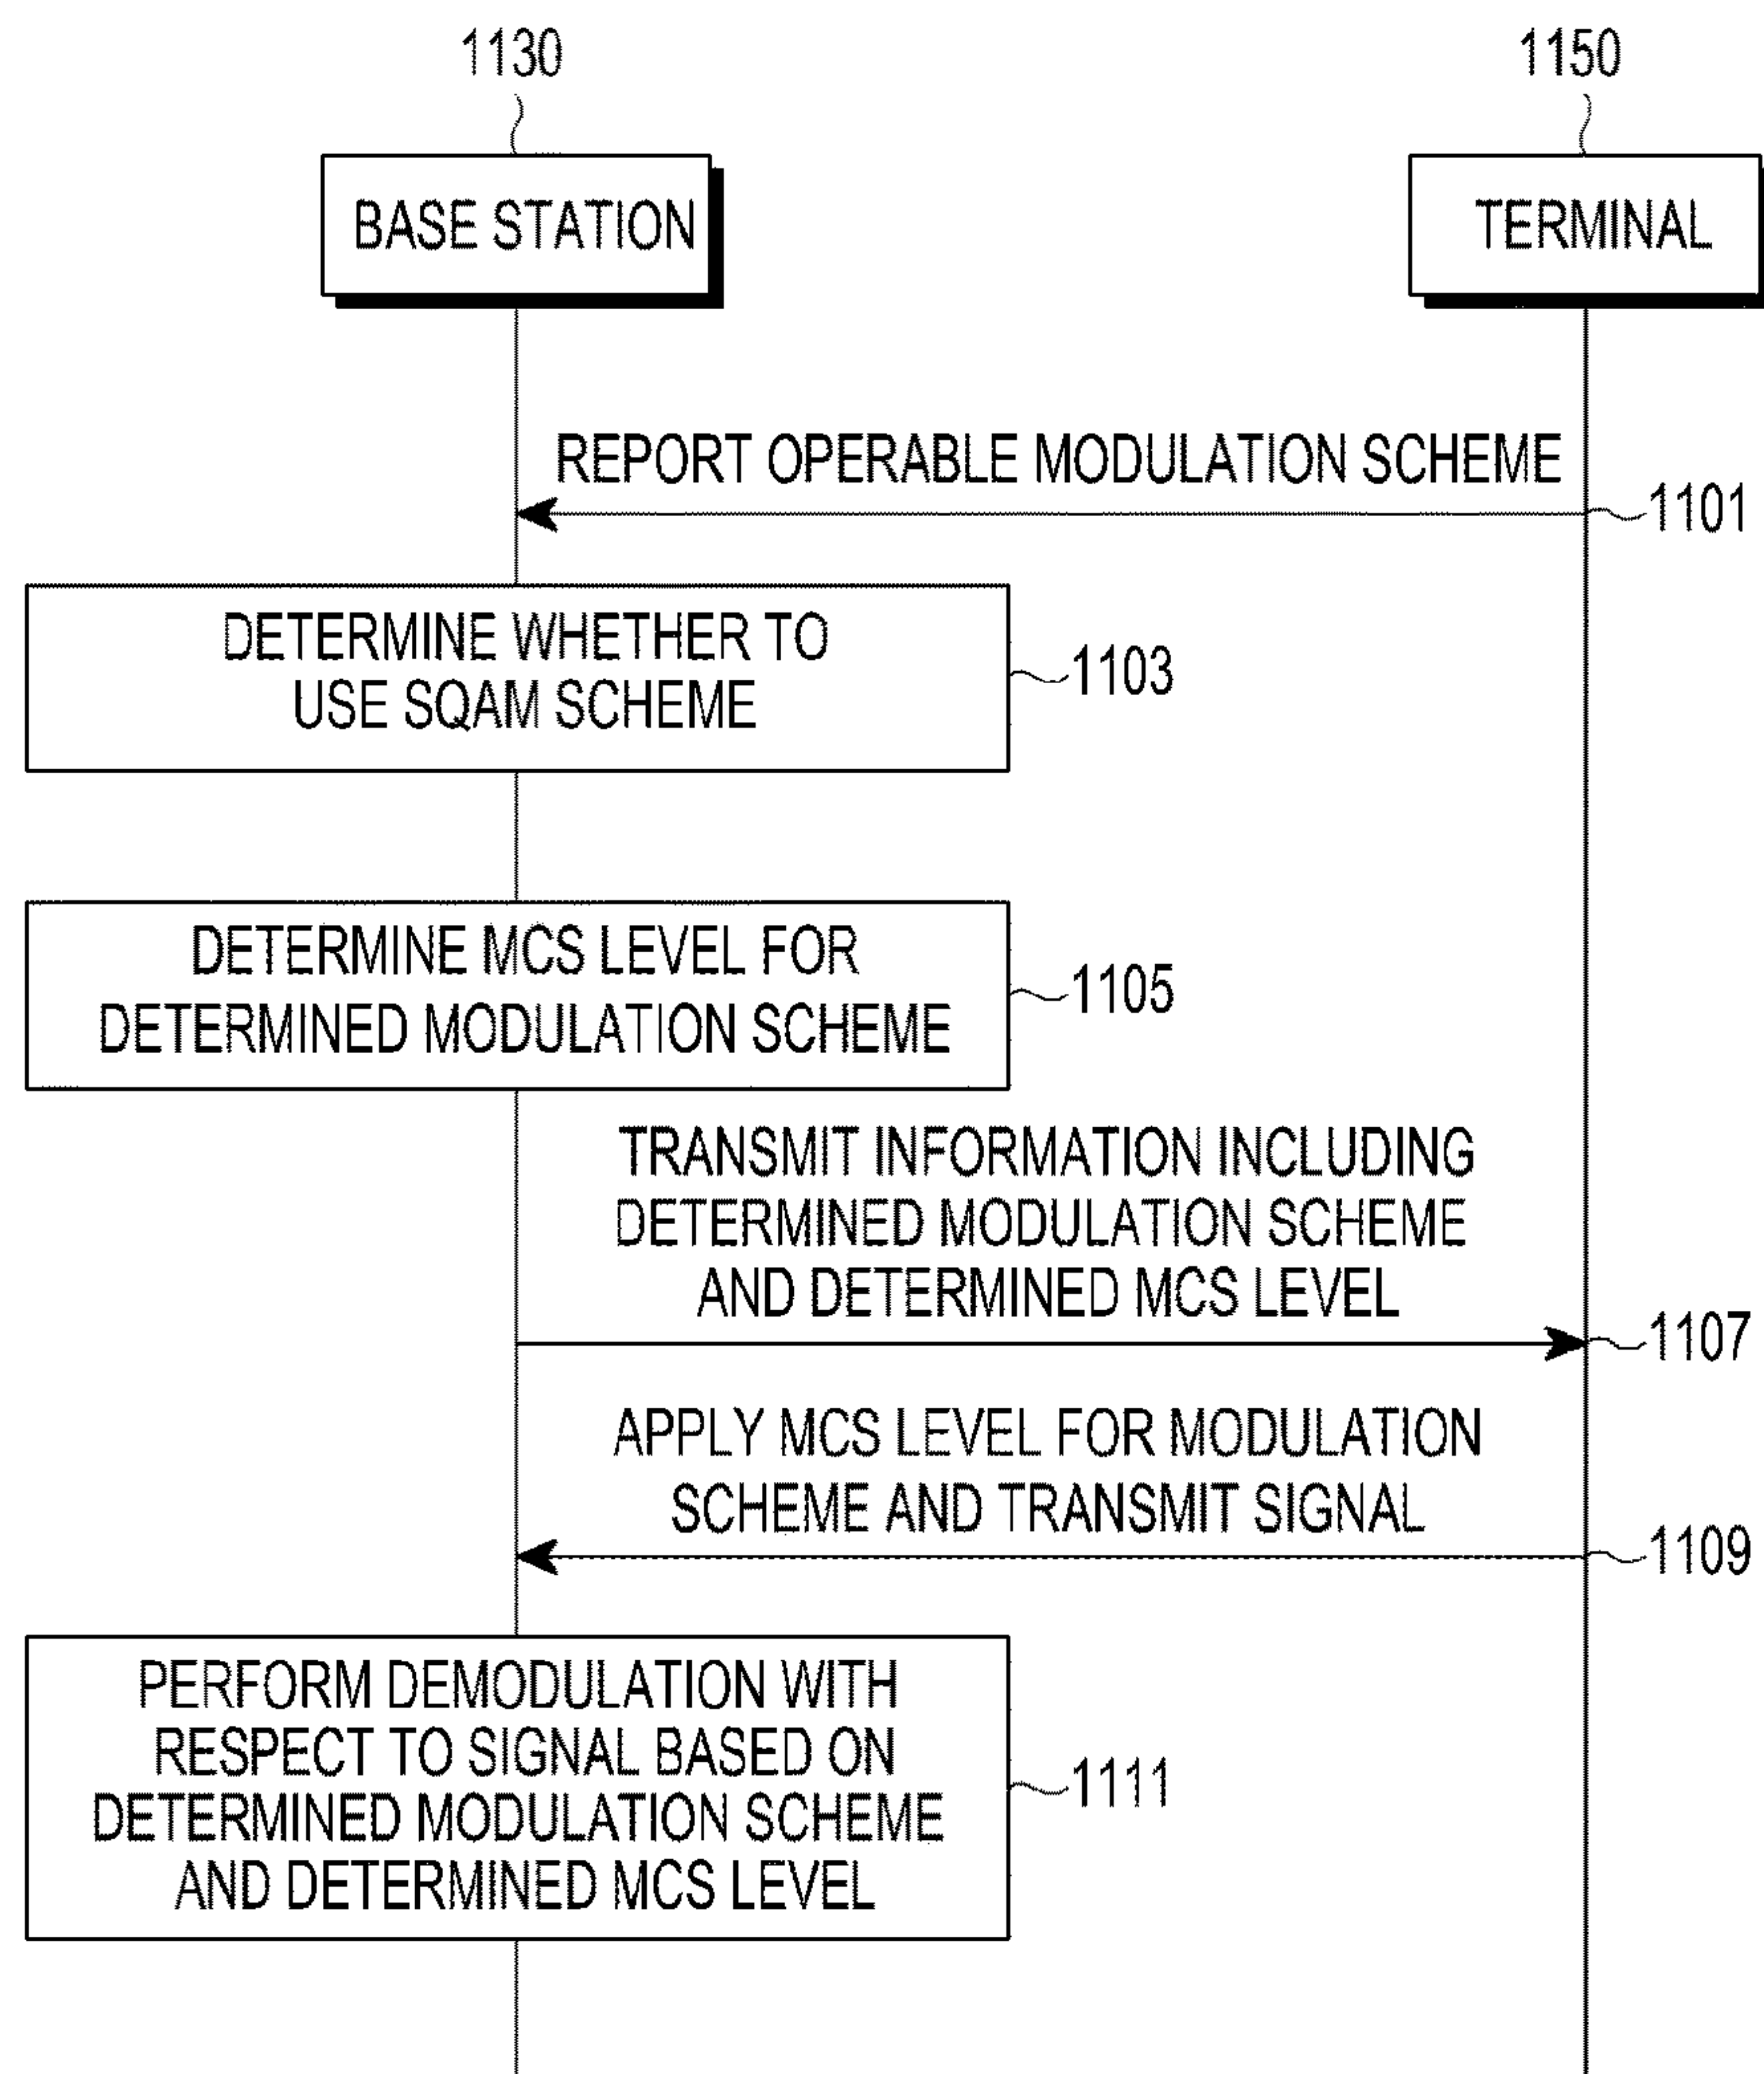 1130
1150
BASE STATION
TERMINAL
REPORT OPERABLE MODULATION SCHEME
1101
DETERMINE WHETHER TO
USE SQAM SCHEME
1103
DETERMINE MCS LEVEL FOR
DETERMINED MODULATION SCHEME
1105
TRANSMIT INFORMATION INCLUDING
DETERMINED MODULATION SCHEME
AND DETERMINED MCS LEVEL
1107
APPLY MCS LEVEL FOR MODULATION
SCHEME AND TRANSMIT SIGNAL
1109
PERFORM DEMODULATION WITH
RESPECT TO SIGNAL BASED ON
DETERMINED MODULATION SCHEME
AND DETERMINED MCS LEVEL
1111